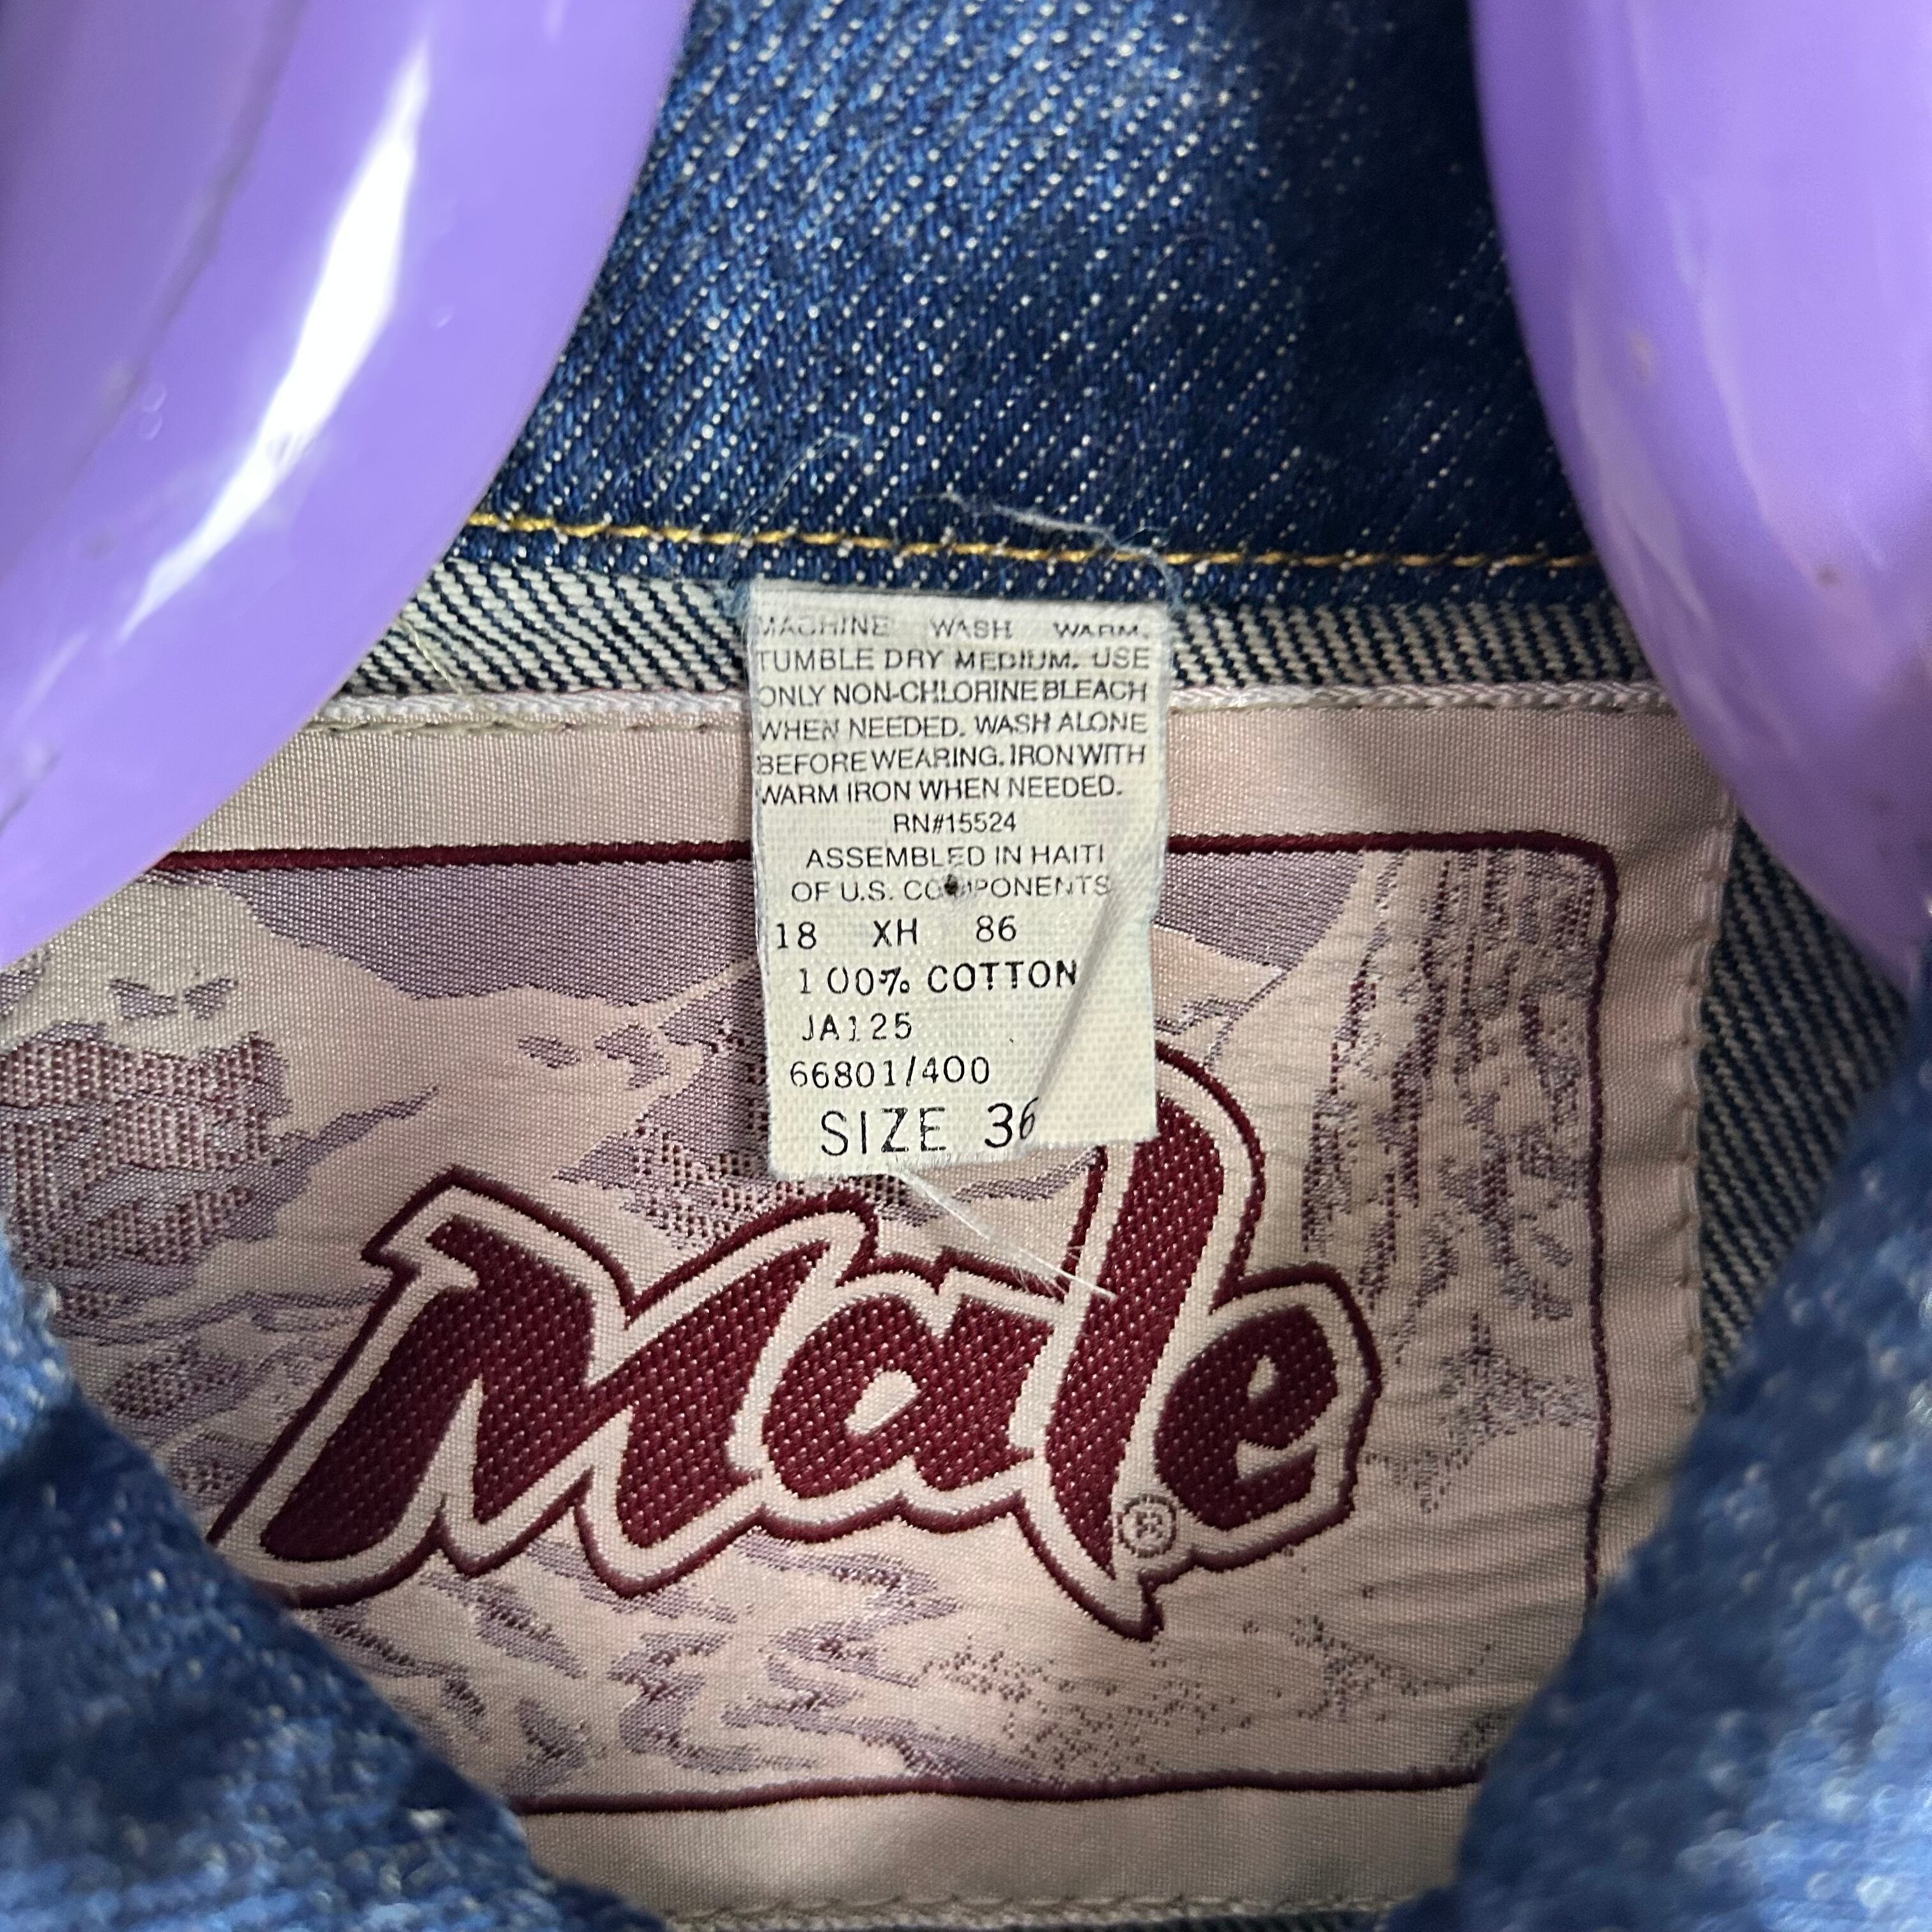 MACHINE WASH WARM.
TUMBLE DRY MEDIUM. USE
ONLY NON-CHLORINE BLEACH
WHEN NEEDED. WASH ALONE
BEFORE WEARING. IRON WITH
WARM IRON WHEN NEEDED.
RN#15524
ASSEMBLED IN HAITI
OF U.S. COMPONENTS
18 XH 86
100% COTTON
JA125
66801/400
SIZE 36
Male®